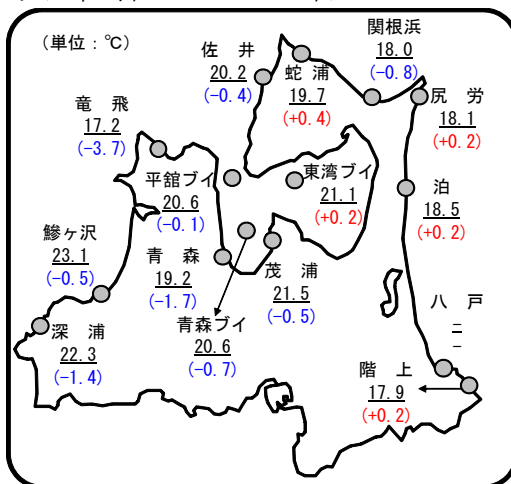 (単位：℃)
関根浜
18.0
(−0.8)
佐　井
20.2
(−0.4)
蛇　浦
19.7
(+0.4)
尻　労
18.1
(+0.2)
竜　飛
17.2
(−3.7)
平舘ブイ
20.6
(−0.1)
東湾ブイ
21.1
(+0.2)
泊
18.5
(+0.2)
鰺ヶ沢
23.1
(−0.5)
青　森
19.2
(−1.7)
茂　浦
21.5
(−0.5)
八　戸
深　浦
22.3
(−1.4)
青森ブイ
20.6
(−0.7)
階　上
17.9
(+0.2)